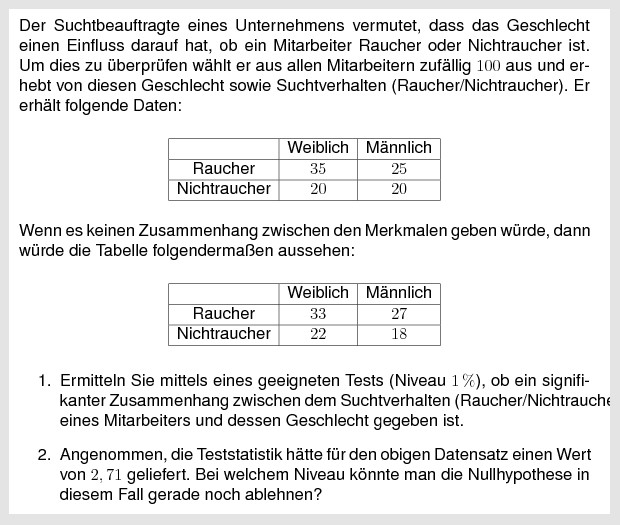 Der Suchtbeauftragte eines Unternehmens vermutet, dass das Geschlecht
einen Einfluss darauf hat, ob ein Mitarbeiter Raucher oder Nichtraucher ist.
Um dies zu überprüfen wählt er aus allen Mitarbeitern zufällig 100 aus und er-
hebt von diesen Geschlecht sowie Suchtverhalten (Raucher/Nichtraucher). Er
erhält folgende Daten:
Weiblich Männlich
Raucher 35 25
Nichtraucher 20 20
Wenn es keinen Zusammenhang zwischen den Merkmalen geben würde, dann
würde die Tabelle folgendermaßen aussehen:
Weiblich Männlich
Raucher 33 27
Nichtraucher 22 18
1. Ermitteln Sie mittels eines geeigneten Tests (Niveau 1 %), ob ein signifi-
kanter Zusammenhang zwischen dem Suchtverhalten (Raucher/Nichtrauche
eines Mitarbeiters und dessen Geschlecht gegeben ist.
2. Angenommen, die Teststatistik hätte für den obigen Datensatz einen Wert
von 2, 71 geliefert. Bei welchem Niveau könnte man die Nullhypothese in
diesem Fall gerade noch ablehnen?